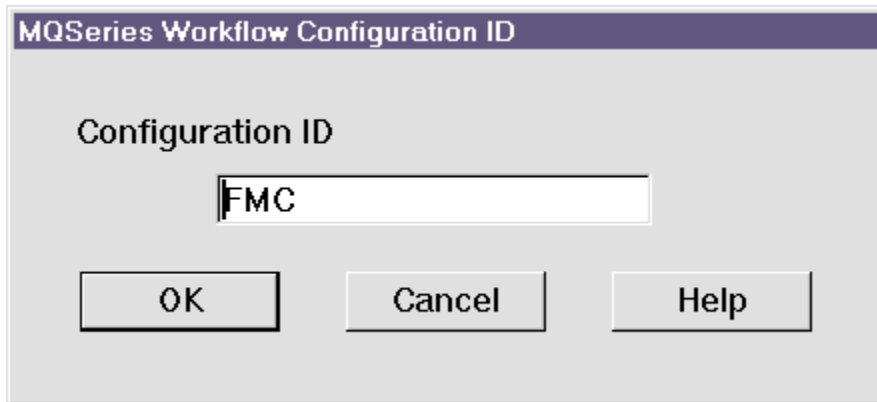 MQSeries Workflow Configuration ID
Configuration ID
FMC
OK Cancel Help